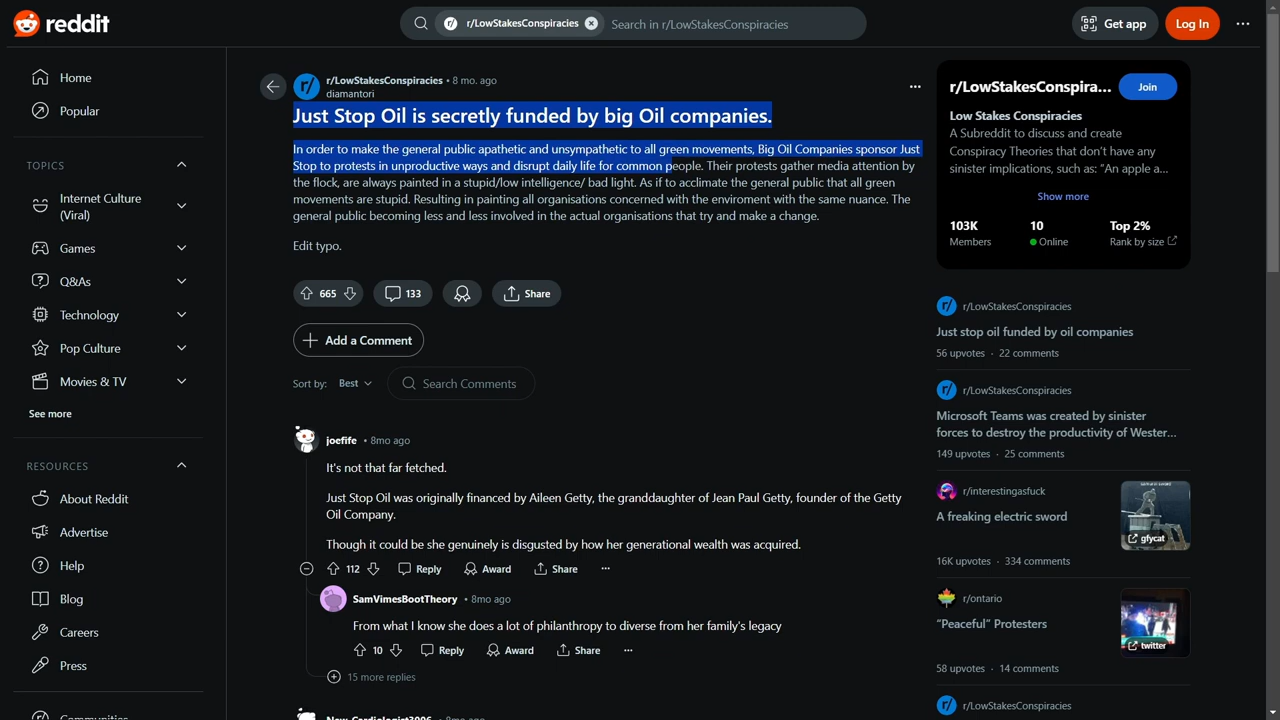 reddit
r/LowStakesConspiracies
Search in r/LowStakesConspiracies
Get app
Log In
Home
Popular
TOPICS
Internet Culture
(Viral)
Games
Q&As
Technology
Pop Culture
Movies & TV
See more
RESOURCES
About Reddit
Advertise
Help
Blog
Careers
Press
Communities
r/LowStakesConspiracies • 8 mo. ago
diamantori
Just Stop Oil is secretly funded by big Oil companies.
In order to make the general public apathetic and unsympathetic to all green movements, Big Oil Companies sponsor Just
Stop to protests in unproductive ways and disrupt daily life for common people. Their protests gather media attention by
the flock, are always painted in a stupid/low intelligence/ bad light. As if to acclimate the general public that all green
movements are stupid. Resulting in painting all organisations concerned with the enviroment with the same nuance. The
general public becoming less and less involved in the actual organisations that try and make a change.
Edit typo.
665
133
Share
Add a Comment
Sort by: Best
Search Comments
joefife • 8mo ago
It's not that far fetched.
Just Stop Oil was originally financed by Aileen Getty, the granddaughter of Jean Paul Getty, founder of the Getty
Oil Company.
Though it could be she genuinely is disgusted by how her generational wealth was acquired.
112 Reply Award Share
SamVimesBootTheory • 8mo ago
From what I know she does a lot of philanthropy to diverse from her family's legacy
10 Reply Award Share
15 more replies
New-Cardiologist3006 • 8mo ago
r/LowStakesConspira...
Join
Low Stakes Conspiracies
A Subreddit to discuss and create
Conspiracy Theories that don't have any
sinister implications, such as: "An apple a...
Show more
103K 10 Top 2%
Members Online Rank by size
r/LowStakesConspiracies
Just stop oil funded by oil companies
56 upvotes · 22 comments
r/LowStakesConspiracies
Microsoft Teams was created by sinister
forces to destroy the productivity of Wester...
149 upvotes · 25 comments
r/interestingasfuck
A freaking electric sword
gfycat
16K upvotes · 334 comments
r/ontario
"Peaceful" Protesters
twitter
58 upvotes · 14 comments
r/LowStakesConspiracies